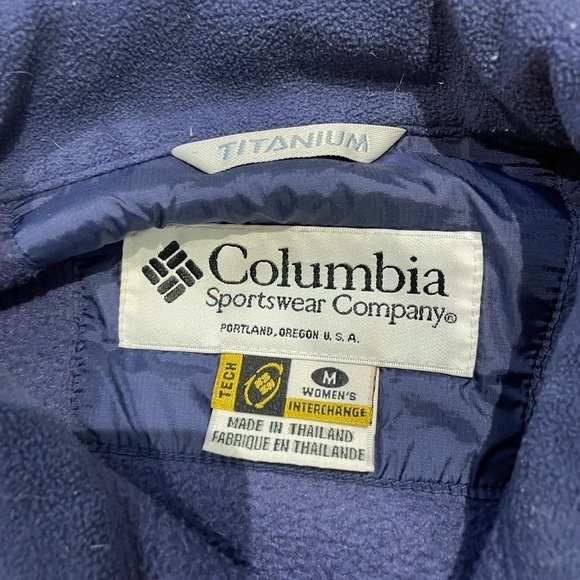 TITANIUM
Columbia
Sportswear Company®
PORTLAND, OREGON U.S.A.
TECH
M
WOMEN'S
INTERCHANGE
MADE IN THAILAND
FABRIQUE EN THAILANDE